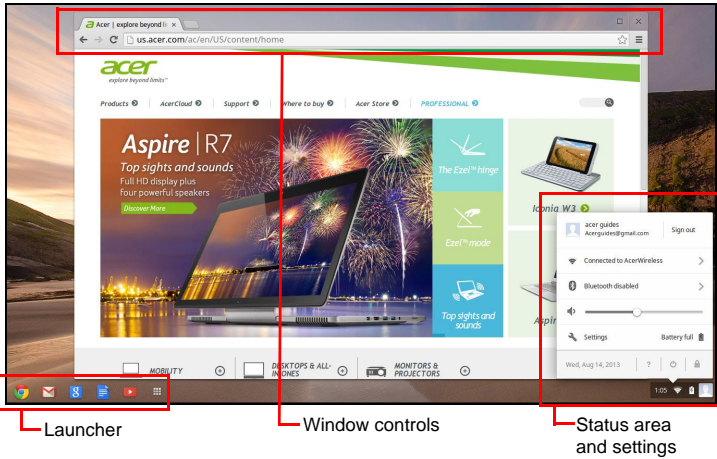 Acer | explore beyond li
us.acer.com/ac/en/US/content/home
acer
explore beyond limits™
Products
AcerCloud
Support
Where to buy
Acer Store
PROFESSIONAL
Aspire | R7
Top sights and sounds
Full HD display plus
four powerful speakers
Discover More
The Ezel™ hinge
Ezel™ mode
Top sights and
sounds
Iconia W3
Aspir
MOBILITY
DESKTOPS & ALL-
IN-ONES
MONITORS &
PROJECTORS
acer guides
Acerguides@gmail.com
Sign out
Connected to AcerWireless
Bluetooth disabled
Settings
Battery full
Wed, Aug 14, 2013
?
8
1:05
Launcher
Window controls
Status area
and settings